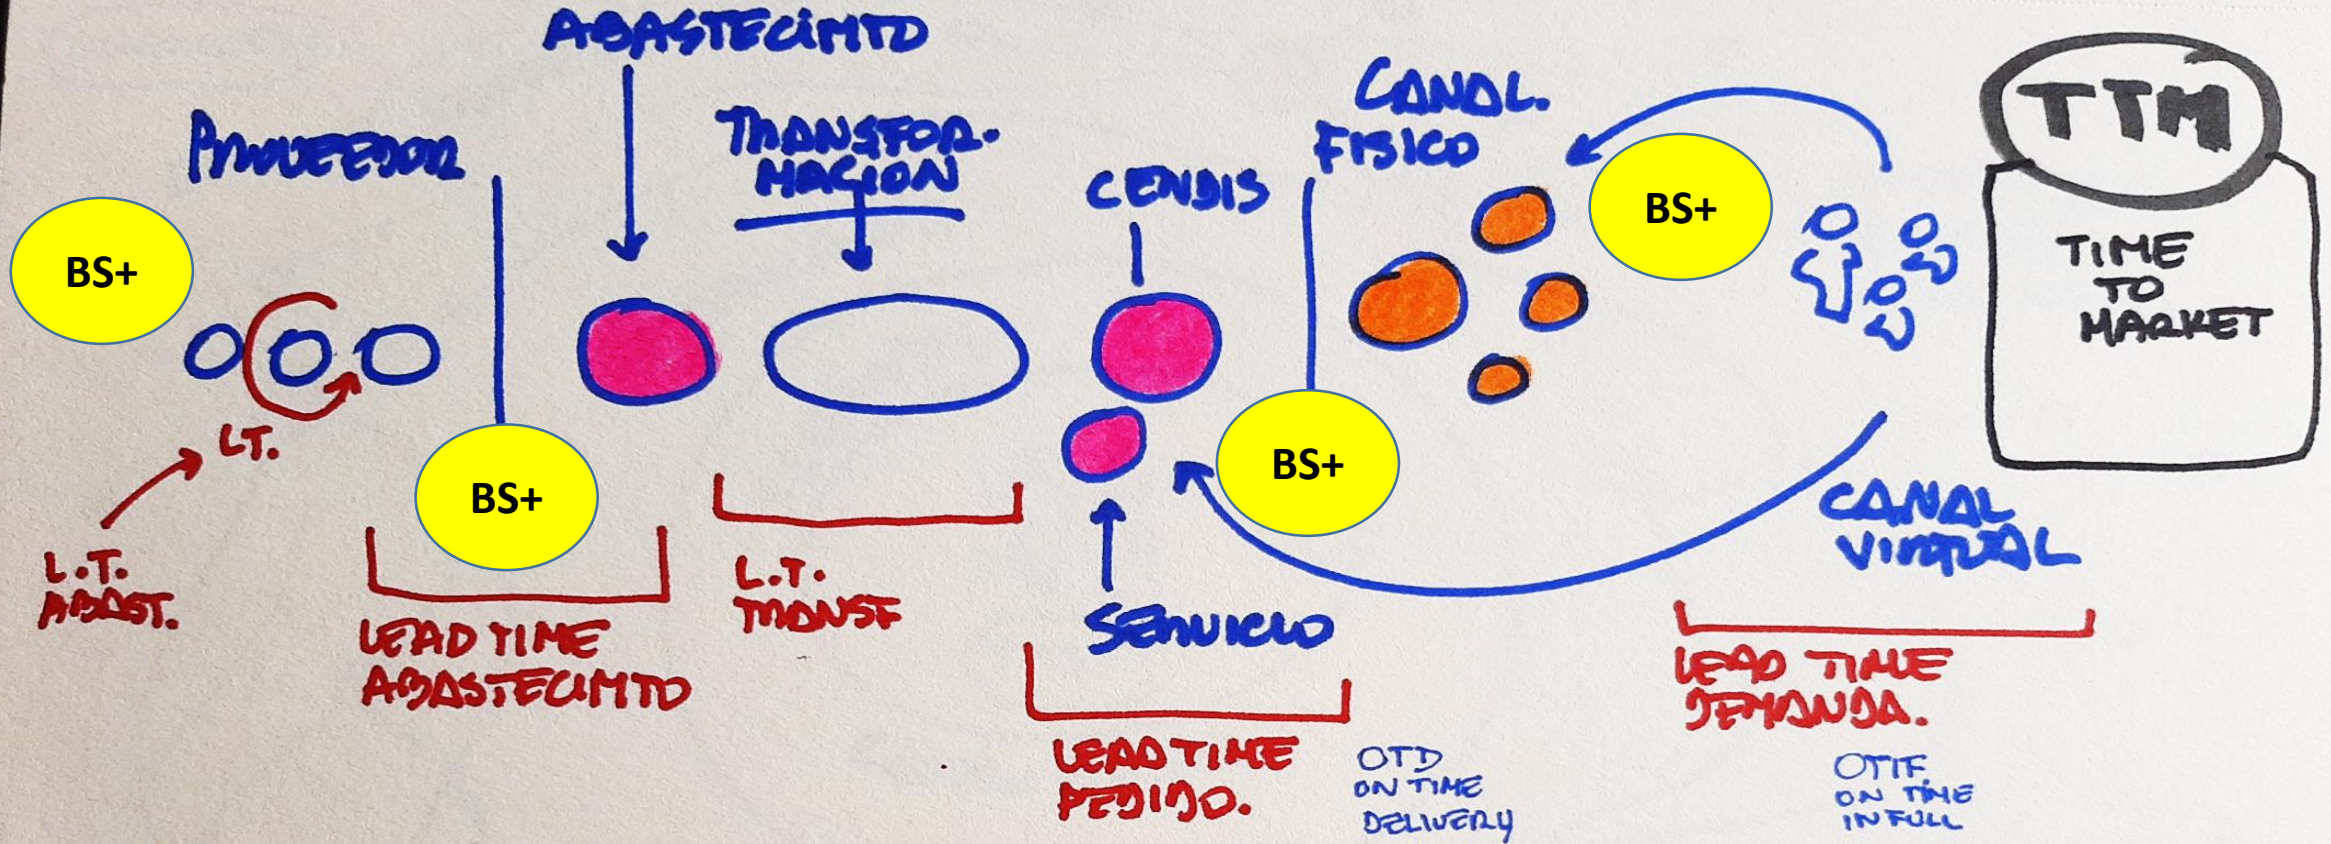 ABASTECIMTO
PROVEEDOR
TRANSFOR-
MACION
CENDIS
CANAL.
FISICO
TTM
TIME
TO
MARKET
BS+
BS+
BS+
BS+
LT.
L.T.
ABAST.
LEAD TIME
ABASTECIMTO
L.T.
TRANSF
SERVICIO
LEAD TIME
PEDIDO.
OTD
ON TIME
DELIVERY
CANAL
VIRTUAL
LEAD TIME
DEMANDA.
OTIF
ON TIME
IN FULL